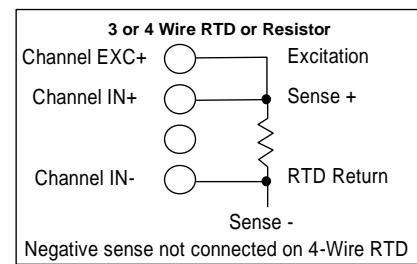 3 or 4 Wire RTD or Resistor
Channel EXC+ Excitation
Channel IN+ Sense +
Channel IN- RTD Return
Sense -
Negative sense not connected on 4-Wire RTD